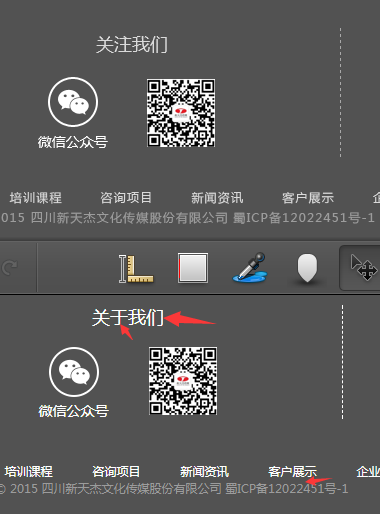 关注我们
微信公众号
培训课程 咨询项目 新闻资讯 客户展示 企
2015 四川新天杰文化传媒股份有限公司 蜀ICP备12022451号-1
关于我们
微信公众号
培训课程 咨询项目 新闻资讯 客户展示 企业
© 2015 四川新天杰文化传媒股份有限公司 蜀ICP备12022451号-1